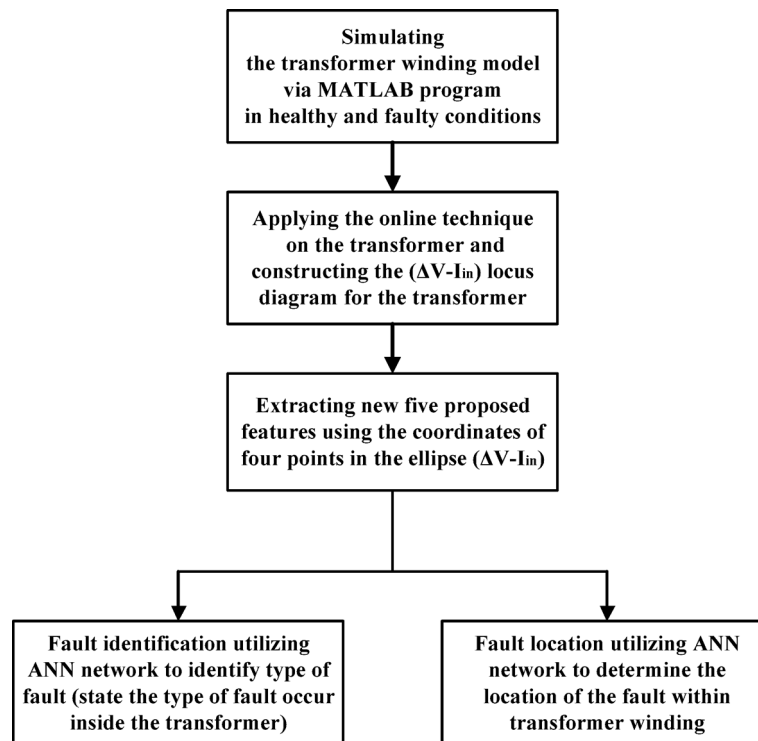 Simulating
the transformer winding model
via MATLAB program
in healthy and faulty conditions
Applying the online technique
on the transformer and
constructing the (ΔV-Iin) locus
diagram for the transformer
Extracting new five proposed
features using the coordinates of
four points in the ellipse (ΔV-Iin)
Fault identification utilizing
ANN network to identify type of
fault (state the type of fault occur
inside the transformer)
Fault location utilizing ANN
network to determine the
location of the fault within
transformer winding